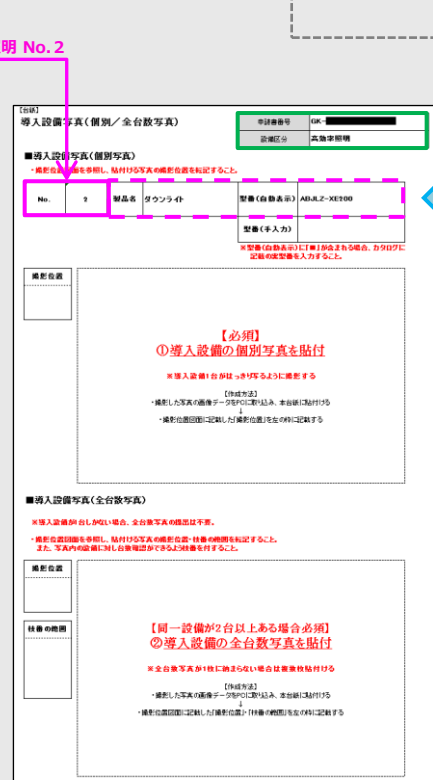 明 No.2
【台紙】
導入設備写真(個別／全台数写真)
申請書番号 GK-
設備区分 高効率照明
■導入設備写真(個別写真)
・撮影位置図面を参照し、貼付ける写真の撮影位置を転記すること。
No. 2 製品名 ダウンライト 型番(自動表示) ABJLZ-XE200
型番(手入力)
※型番(自動表示)に「■」が含まれる場合、カタログに
記載の実型番を入力すること。
撮影位置
【必須】
①導入設備の個別写真を貼付
※導入設備1台がはっきり写るように撮影する
【作成方法】
・撮影した写真の画像データをPCに取り込み、本台紙に貼付ける
↓
・撮影位置図面に記載した「撮影位置」を左の枠に記載する
■導入設備写真(全台数写真)
※導入設備が1台しかない場合、全台数写真の提出は不要。
・撮影位置図面を参照し、貼付ける写真の撮影位置・枝番の範囲を転記すること。
また、写真内の設備に対し台数確認ができるよう枝番を付すること。
撮影位置
枝番の範囲
【同一設備が2台以上ある場合必須】
②導入設備の全台数写真を貼付
※全台数写真が1枚に納まらない場合は複数枚貼付ける
【作成方法】
・撮影した写真の画像データをPCに取り込み、本台紙に貼付ける
↓
・撮影位置図面に記載した「撮影位置」・「枝番の範囲」を左の枠に記載する